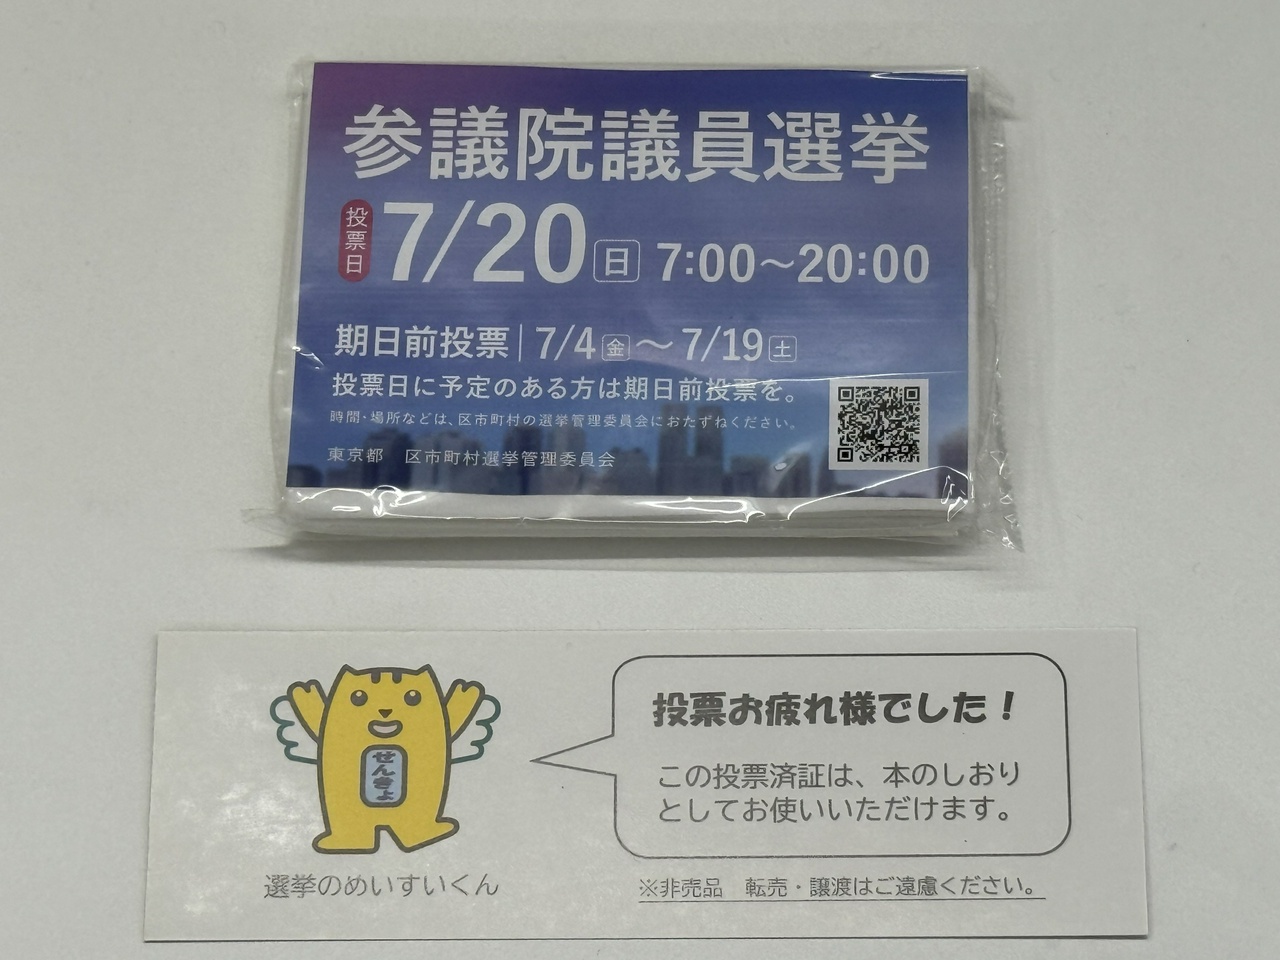 参議院議員選挙
投票日 7/20 日 7:00～20:00
期日前投票|7/4 金 ～ 7/19 土
投票日に予定のある方は期日前投票を。
時間・場所などは、区市町村の選挙管理委員会におたずねください。
東京都　区市町村選挙管理委員会
せんきょ
選挙のめいすいくん
投票お疲れ様でした！
この投票済証は、本のしおり
としてお使いいただけます。
※非売品　転売・譲渡はご遠慮ください。